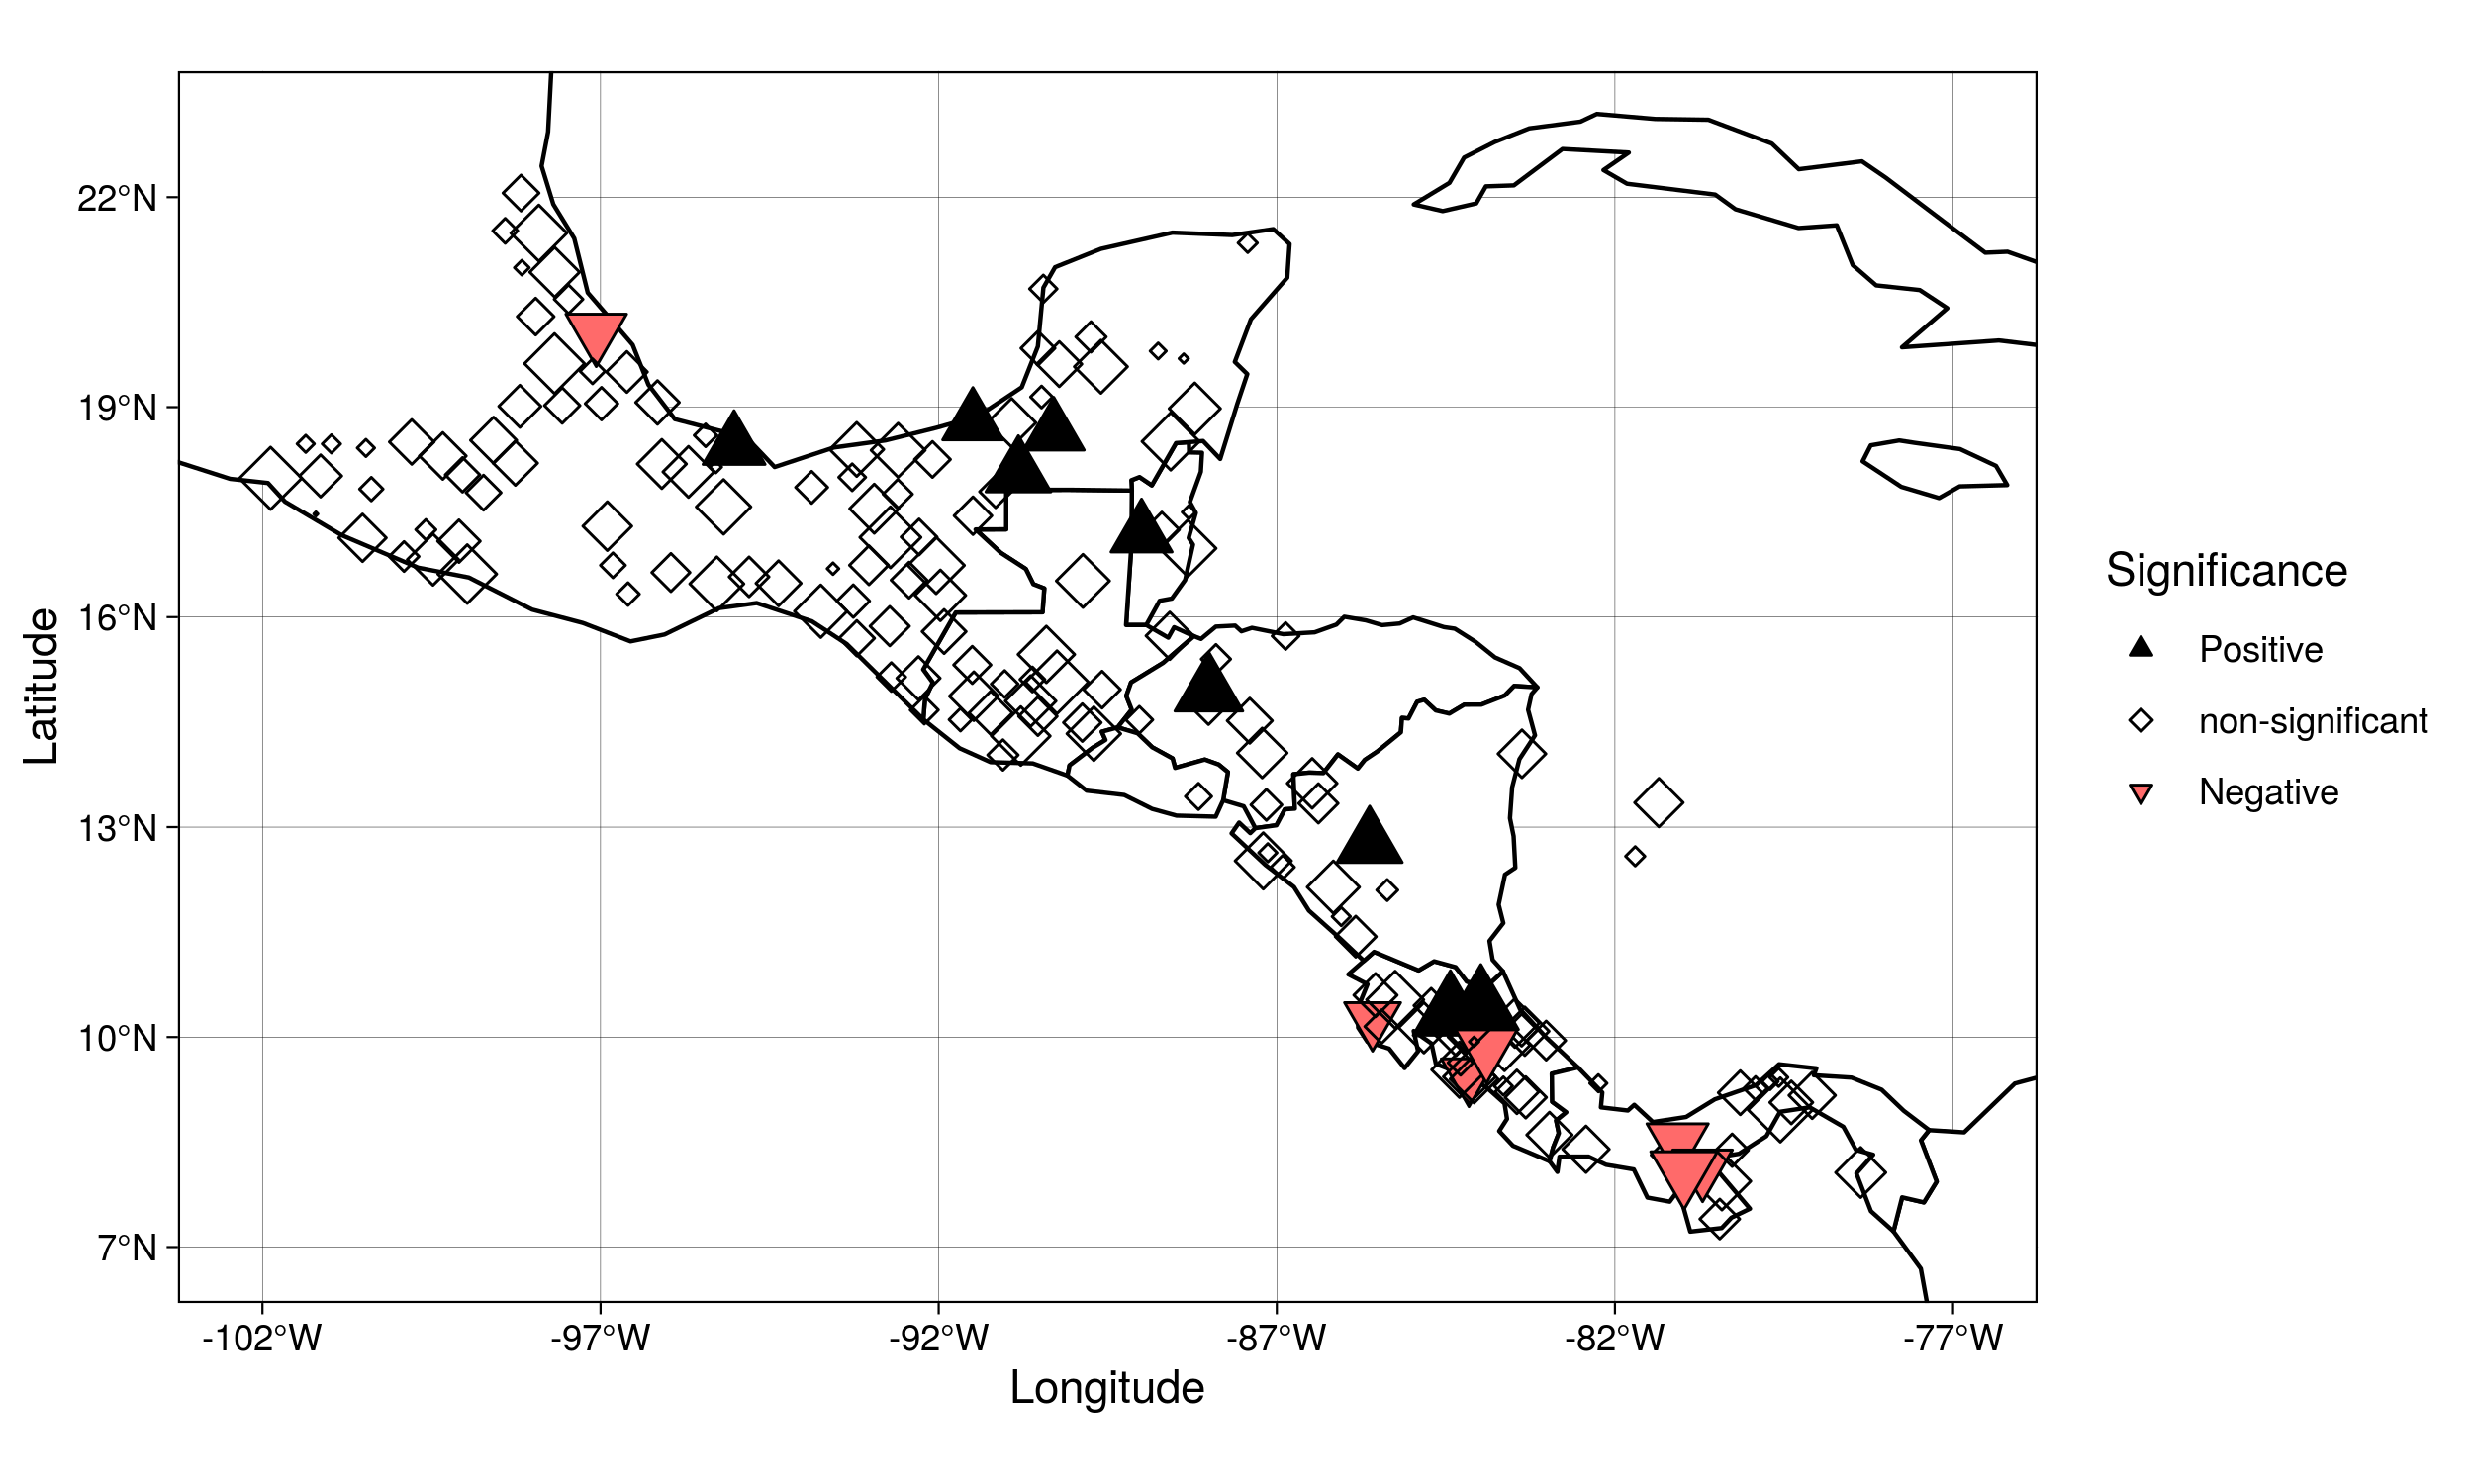 22°N
19°N
16°N
13°N
10°N
7°N
Latitude
-102°W
-97°W
-92°W
-87°W
-82°W
-77°W
Longitude
Significance
Positive
non-significant
Negative